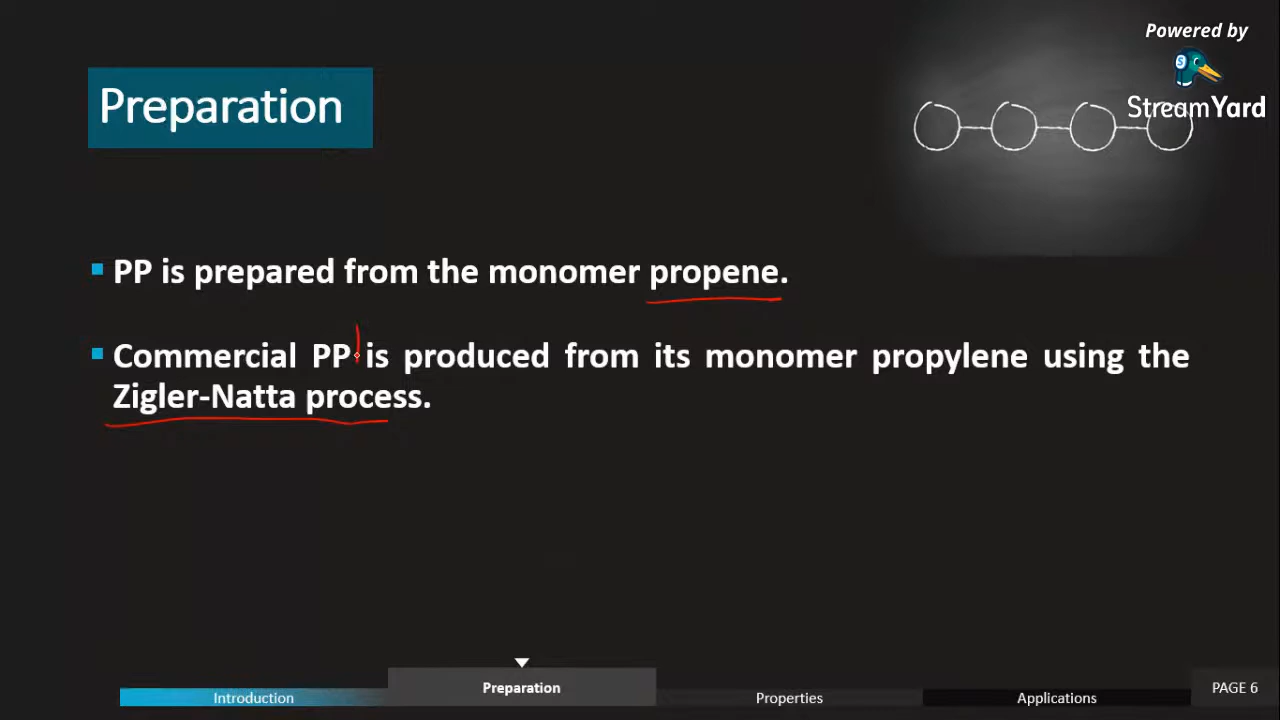 Powered by
StreamYard
Preparation
PP is prepared from the monomer propene.
Commercial PP is produced from its monomer propylene using the
Zigler-Natta process.
Introduction
Preparation
Properties
Applications
PAGE 6